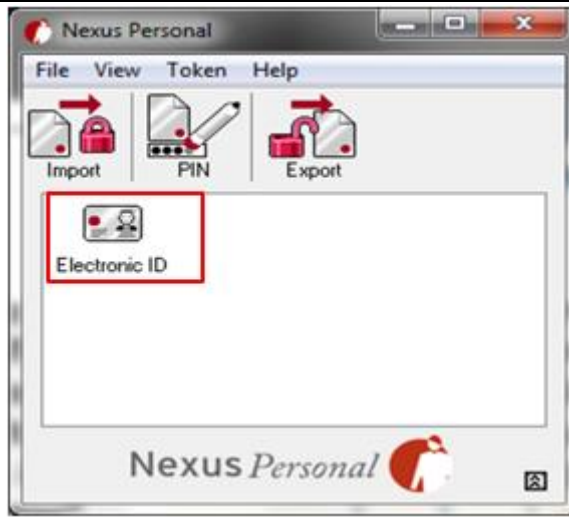 Nexus Personal
File View Token Help
Import PIN Export
Electronic ID
Nexus Personal